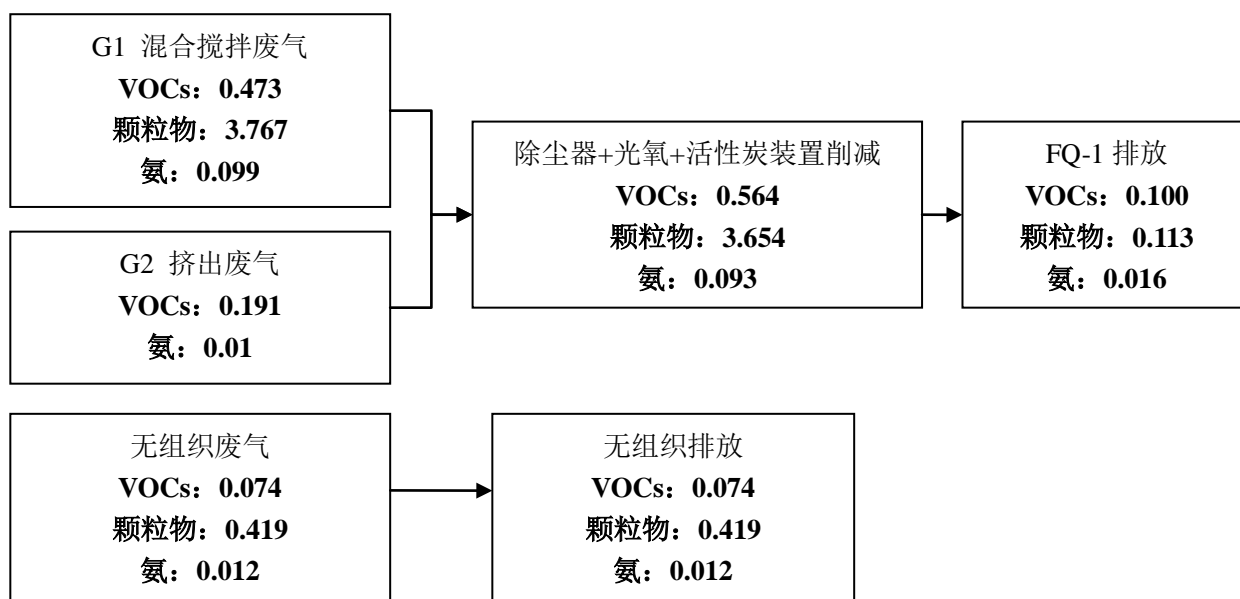 G1 混合搅拌废气
VOCs：0.473
颗粒物：3.767
氨：0.099
G2 挤出废气
VOCs：0.191
氨：0.01
除尘器+光氧+活性炭装置削减
VOCs：0.564
颗粒物：3.654
氨：0.093
FQ-1 排放
VOCs：0.100
颗粒物：0.113
氨：0.016
无组织废气
VOCs：0.074
颗粒物：0.419
氨：0.012
无组织排放
VOCs：0.074
颗粒物：0.419
氨：0.012